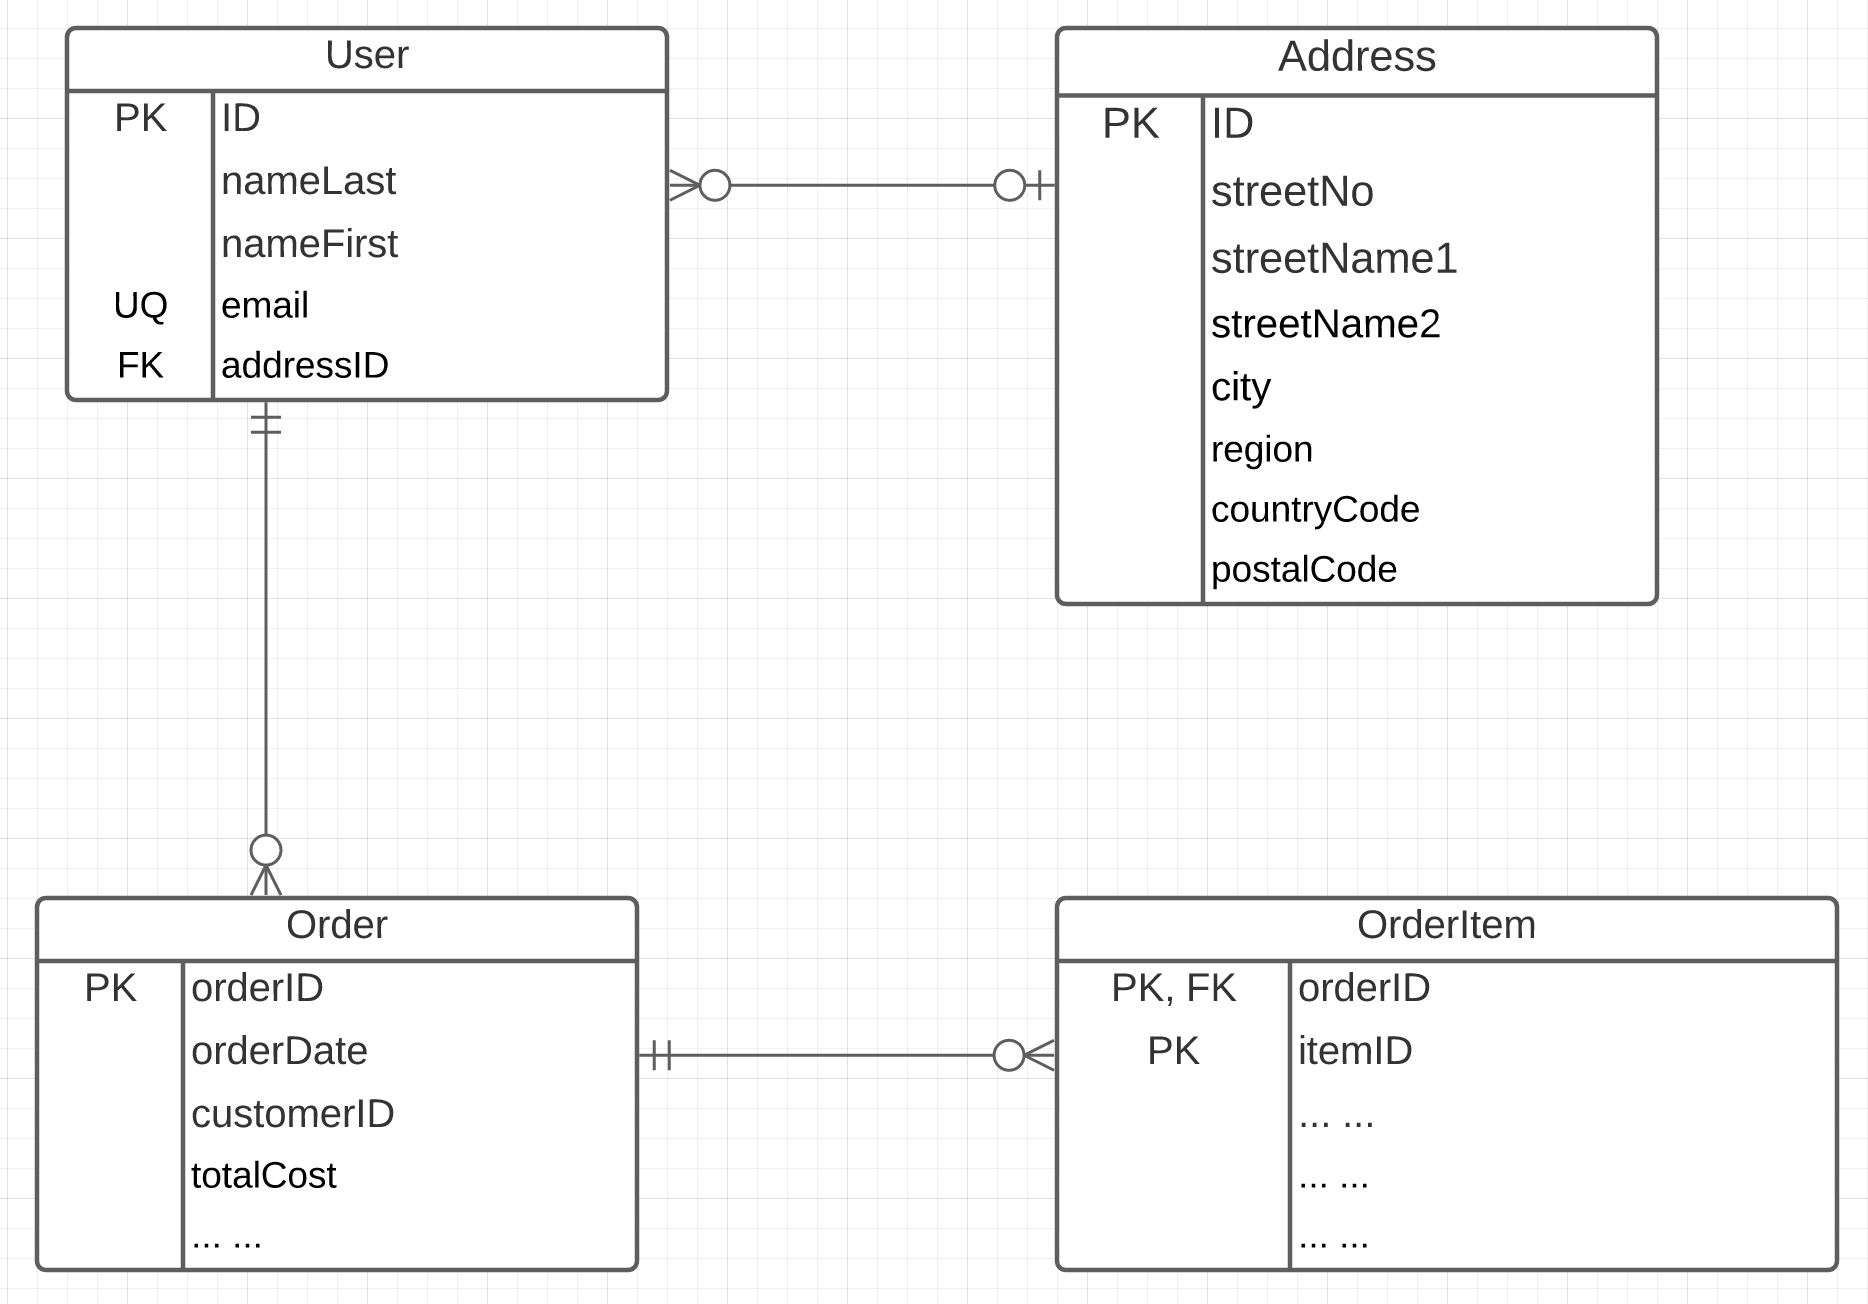 User
PK ID
nameLast
nameFirst
UQ email
FK addressID
Address
PK ID
streetNo
streetName1
streetName2
city
region
countryCode
postalCode
Order
PK orderID
orderDate
customerID
totalCost
... ...
OrderItem
PK, FK orderID
PK itemID
... ...
... ...
... ...